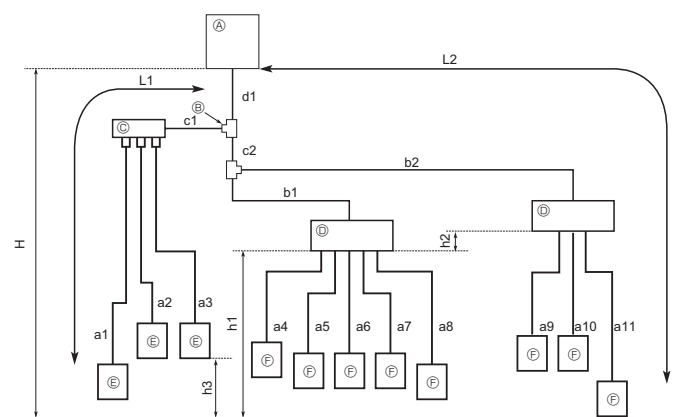 Ⓐ
L1
L2
d1
Ⓑ
Ⓒ
c1
c2
b2
b1
Ⓓ
Ⓓ
H
h2
h1
a1
a2
a3
a4
a5
a6
a7
a8
a9
a10
a11
h3
Ⓔ
Ⓔ
Ⓔ
Ⓕ
Ⓕ
Ⓕ
Ⓕ
Ⓕ
Ⓕ
Ⓕ
Ⓕ